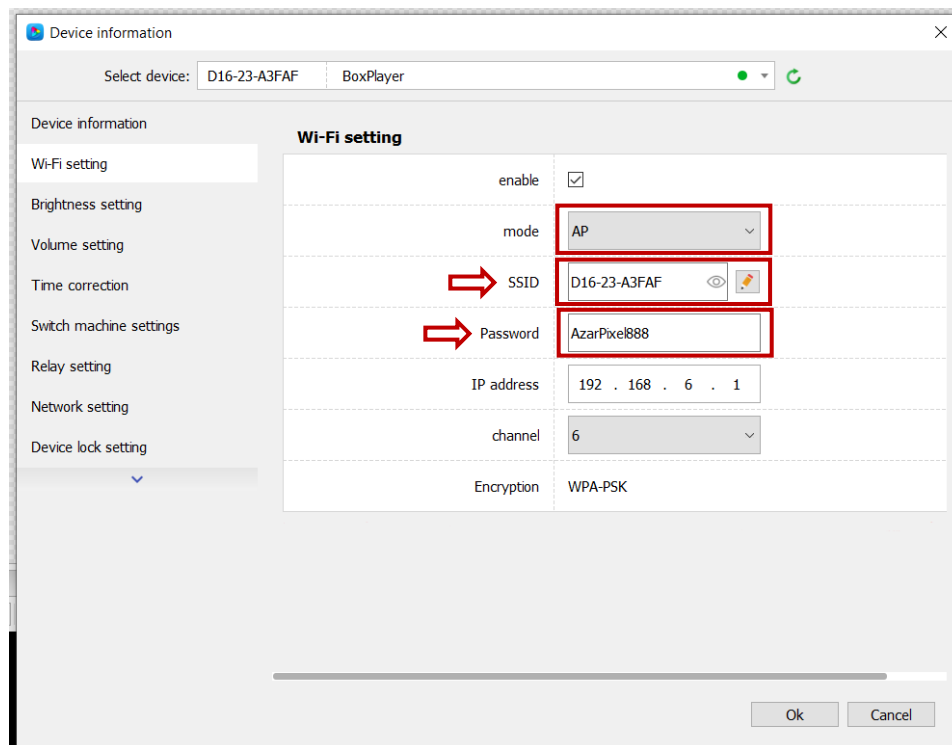 Device information
Select device: D16-23-A3FAF BoxPlayer
Device information
Wi-Fi setting
Brightness setting
Volume setting
Time correction
Switch machine settings
Relay setting
Network setting
Device lock setting
Wi-Fi setting
enable
mode AP
SSID D16-23-A3FAF
Password AzarPixel888
IP address 192 . 168 . 6 . 1
channel 6
Encryption WPA-PSK
Ok Cancel